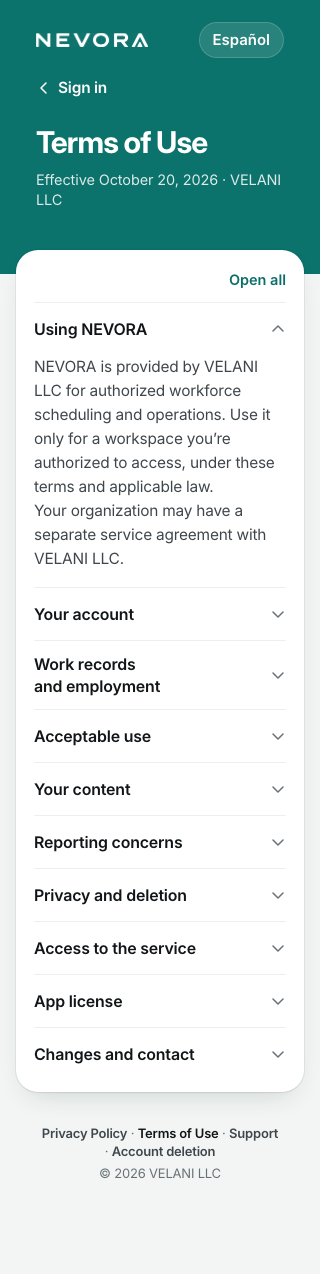 NEVORA
Español
Sign in
Terms of Use
Effective October 20, 2026 · VELANI
LLC
Open all
Using NEVORA
NEVORA is provided by VELANI
LLC for authorized workforce
scheduling and operations. Use it
only for a workspace you’re
authorized to access, under these
terms and applicable law.
Your organization may have a
separate service agreement with
VELANI LLC.
Your account
Work records
and employment
Acceptable use
Your content
Reporting concerns
Privacy and deletion
Access to the service
App license
Changes and contact
Privacy Policy · Terms of Use · Support
· Account deletion
© 2026 VELANI LLC